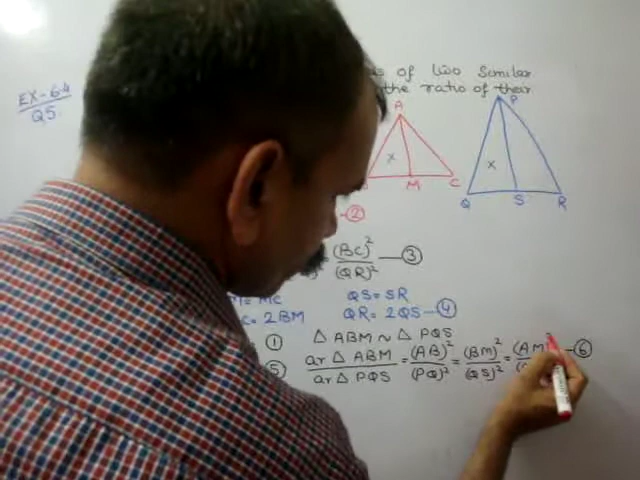 EX-6.4
Q5
of two Similar
the ratio of their
A
x
M C
P
x
Q S R
②
(BC)² / (QR)² — ③
QS = SR
= 2BM QR = 2QS — ④
① △ ABM ~ △ PQS
⑤ ar △ ABM / ar △ PQS = (AB)² / (PQ)² = (BM)² / (QS)² = (AM)² — ⑥